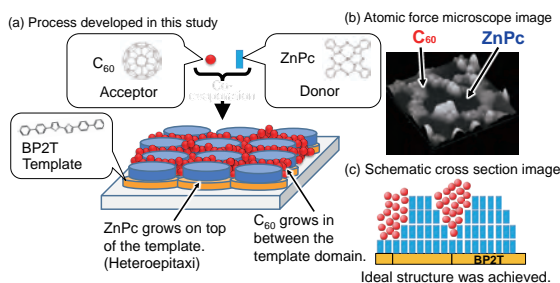 (a) Process developed in this study
C60
Acceptor
ZnPc
Donor
Co-
evaporation
BP2T
Template
ZnPc grows on top
of the template.
(Heteroepitaxi)
C60 grows in
between the
template domain.
(b) Atomic force microscope image
C60
ZnPc
(c) Schematic cross section image
BP2T
Ideal structure was achieved.